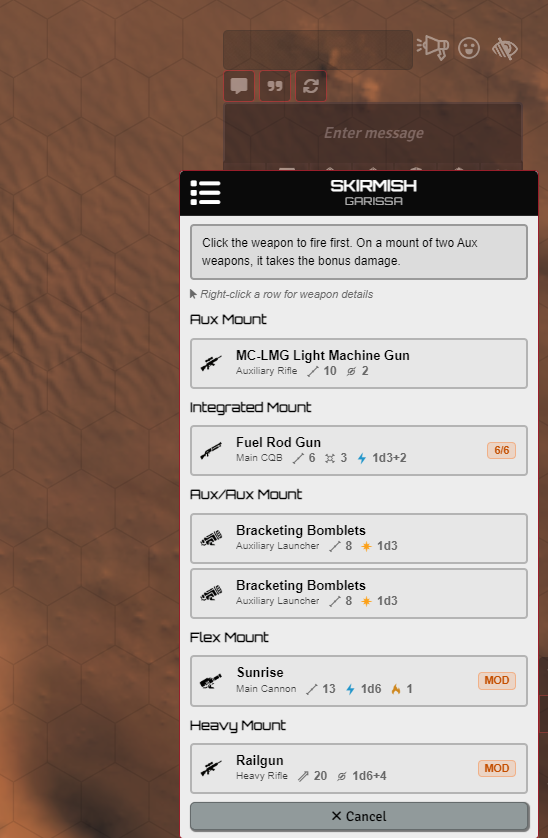 Enter message
SKIRMISH
GARISSA
Click the weapon to fire first. On a mount of two Aux
weapons, it takes the bonus damage.
Right-click a row for weapon details
Aux Mount
MC-LMG Light Machine Gun
Auxiliary Rifle 10 2
Integrated Mount
Fuel Rod Gun
Main CQB 6 3 1d3+2
6/6
Aux/Aux Mount
Bracketing Bomblets
Auxiliary Launcher 8 1d3
Bracketing Bomblets
Auxiliary Launcher 8 1d3
Flex Mount
Sunrise
Main Cannon 13 1d6 1
MOD
Heavy Mount
Railgun
Heavy Rifle 20 1d6+4
MOD
Cancel